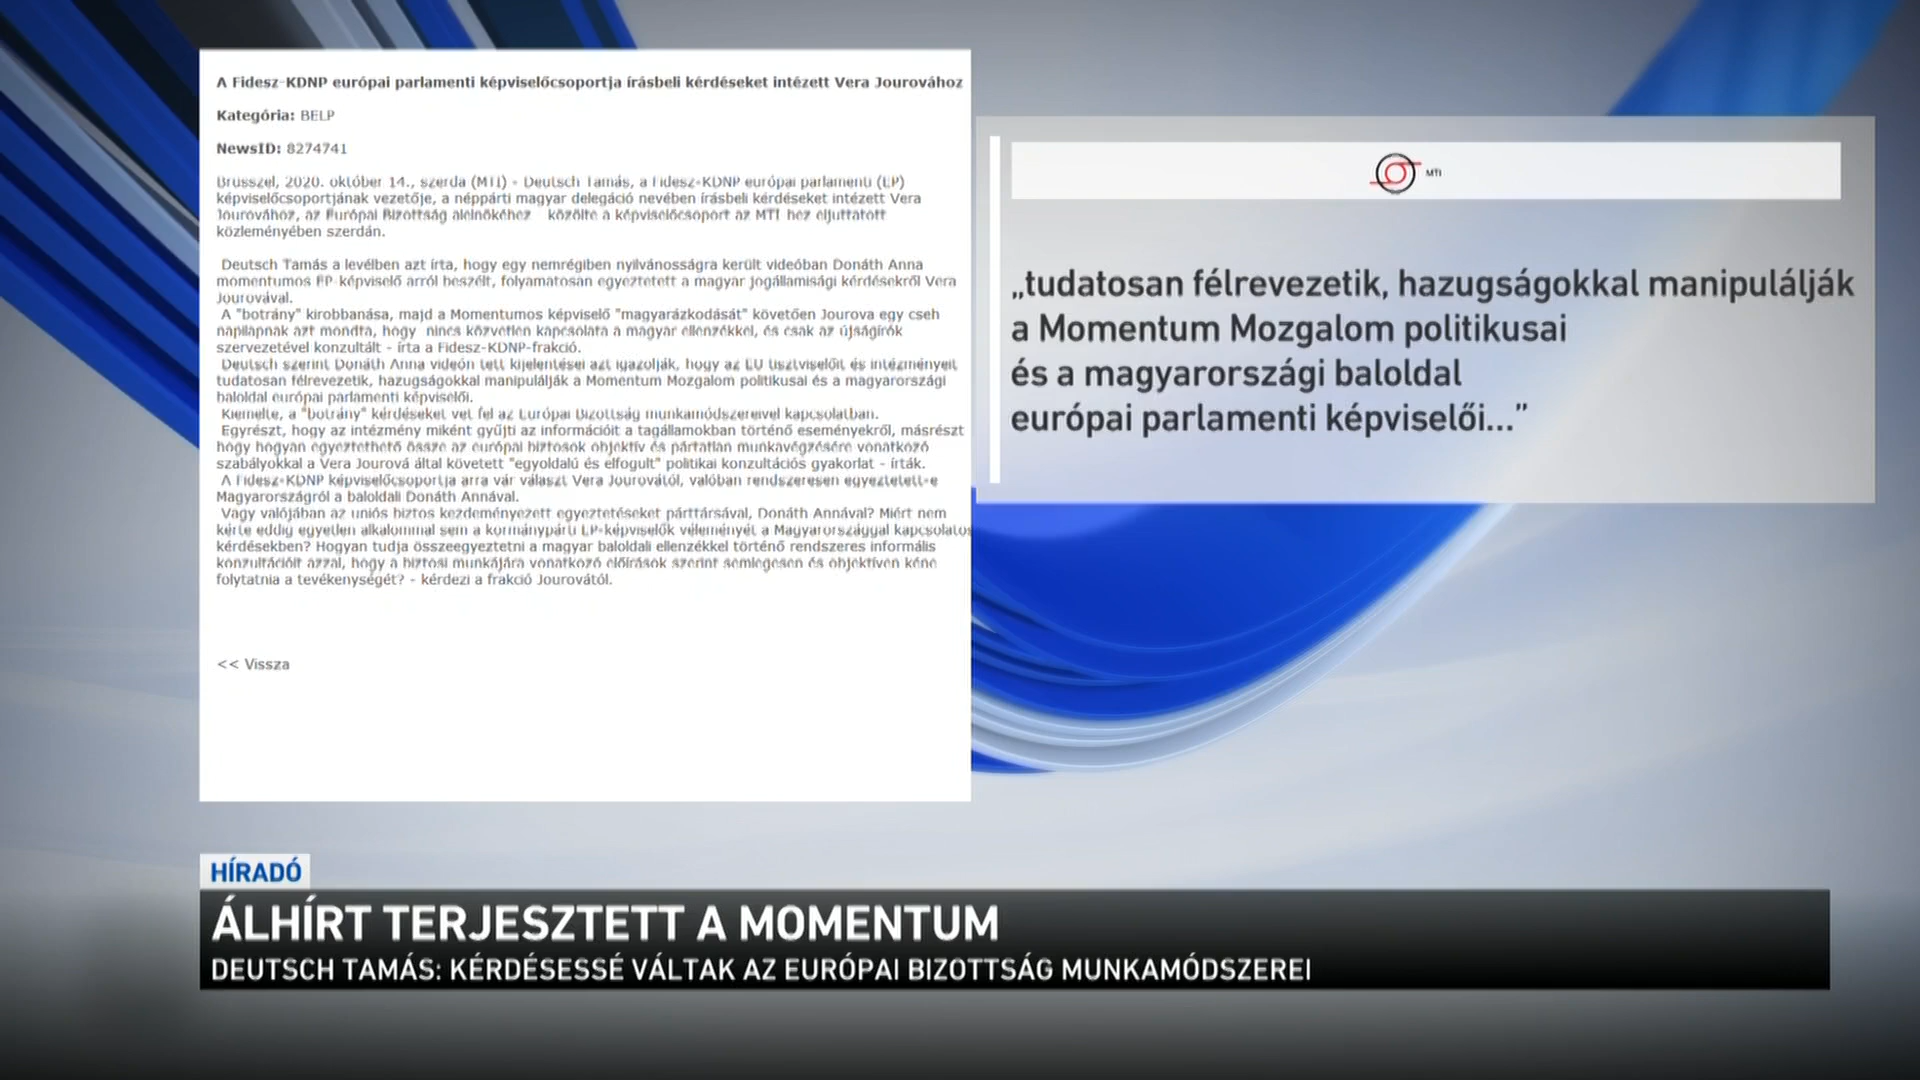 A Fidesz-KDNP európai parlamenti képviselőcsoportja írásbeli kérdéseket intézett Vera Jourovához
Kategória: BELP
NewsID: 8274741
Brüsszel, 2020. október 14., szerda (MTI) - Deutsch Tamás, a Fidesz-KDNP európai parlamenti (EP)
képviselőcsoportjának vezetője, a néppárti magyar delegáció nevében írásbeli kérdéseket intézett Vera
Jourovához, az Európai Bizottság alelnökéhez - közölte a képviselőcsoport az MTI-hez eljuttatott
közleményében szerdán.
Deutsch Tamás a levélben azt írta, hogy egy nemrégiben nyilvánosságra került videóban Donáth Anna
momentumos EP-képviselő arról beszélt, folyamatosan egyeztetett a magyar jogállamisági kérdésekről Vera
Jourovával.
A "botrány" kirobbanása, majd a Momentumos képviselő "magyarázkodását" követően Jourova egy cseh
napilapnak azt mondta, hogy nincs közvetlen kapcsolata a magyar ellenzékkel, és csak az újságírók
szervezetével konzultált - írta a Fidesz-KDNP-frakció.
Deutsch szerint Donáth Anna videón tett kijelentései azt igazolják, hogy az EU tisztviselőit és intézményeit
tudatosan félrevezetik, hazugságokkal manipulálják a Momentum Mozgalom politikusai és a magyarországi
baloldal európai parlamenti képviselői.
Kiemelte, a "botrány" kérdéseket vet fel az Európai Bizottság munkamódszereivel kapcsolatban.
Egyrészt, hogy az intézmény miként gyűjti az információit a tagállamokban történő eseményekről, másrészt
hogy hogyan egyeztethető össze az európai biztosok objektív és pártatlan munkavégzésére vonatkozó
szabályokkal a Vera Jourová által követett "egyoldalú és elfogult" politikai konzultációs gyakorlat - írták.
A Fidesz-KDNP képviselőcsoportja arra vár választ Vera Jourovától, valóban rendszeresen egyeztetett-e
Magyarországról a baloldali Donáth Annával.
Vagy valójában az uniós biztos kezdeményezett egyeztetéseket párttársával, Donáth Annával? Miért nem
kérte eddig egyetlen alkalommal sem a kormánypárti EP-képviselők véleményét a Magyarországgal kapcsolatos
kérdésekben? Hogyan tudja összeegyeztetni a magyar baloldali ellenzékkel történő rendszeres informális
konzultációit azzal, hogy a biztosi munkájára vonatkozó előírások szerint semlegesen és objektíven kéne
folytatnia a tevékenységét? - kérdezi a frakció Jourovától.
<< Vissza
MTI
„tudatosan félrevezetik, hazugságokkal manipulálják
a Momentum Mozgalom politikusai
és a magyarországi baloldal
európai parlamenti képviselői...”
HÍRADÓ
ÁLHÍRT TERJESZTETT A MOMENTUM
DEUTSCH TAMÁS: KÉRDÉSESSÉ VÁLTAK AZ EURÓPAI BIZOTTSÁG MUNKAMÓDSZEREI